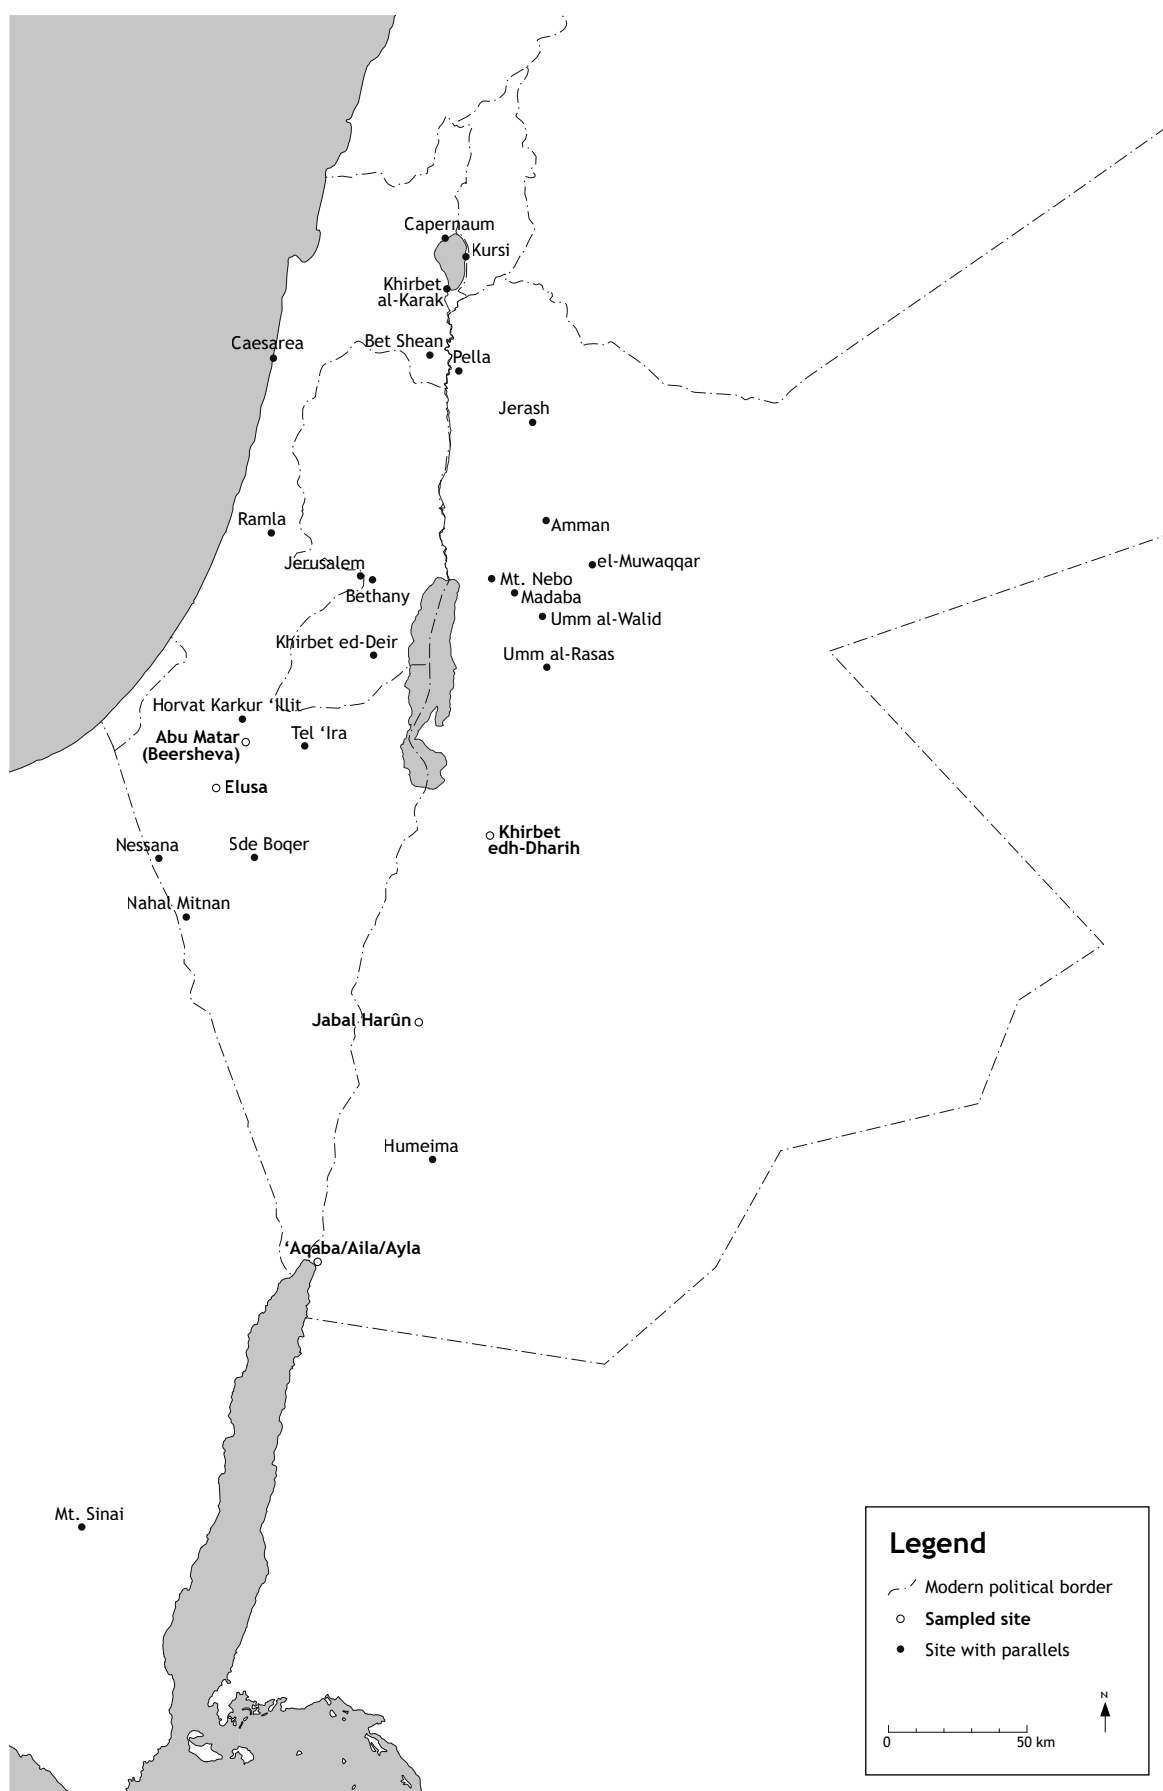 Capernaum
Kursi
Khirbet
al-Karak
Caesarea
Bet Shean
Pella
Jerash
Ramla
Amman
Jerusalem
el-Muwaqqar
Mt. Nebo
Bethany
Madaba
Umm al-Walid
Khirbet ed-Deir
Umm al-Rasas
Horvat Karkur ‘Illit
Abu Matar
(Beersheva)
Tel ‘Ira
Elusa
Khirbet
edh-Dharih
Nessana
Sde Boqer
Nahal Mitnan
Jabal Harûn
Humeima
‘Aqaba/Aila/Ayla
Mt. Sinai
Legend
Modern political border
Sampled site
Site with parallels
N
0 50 km